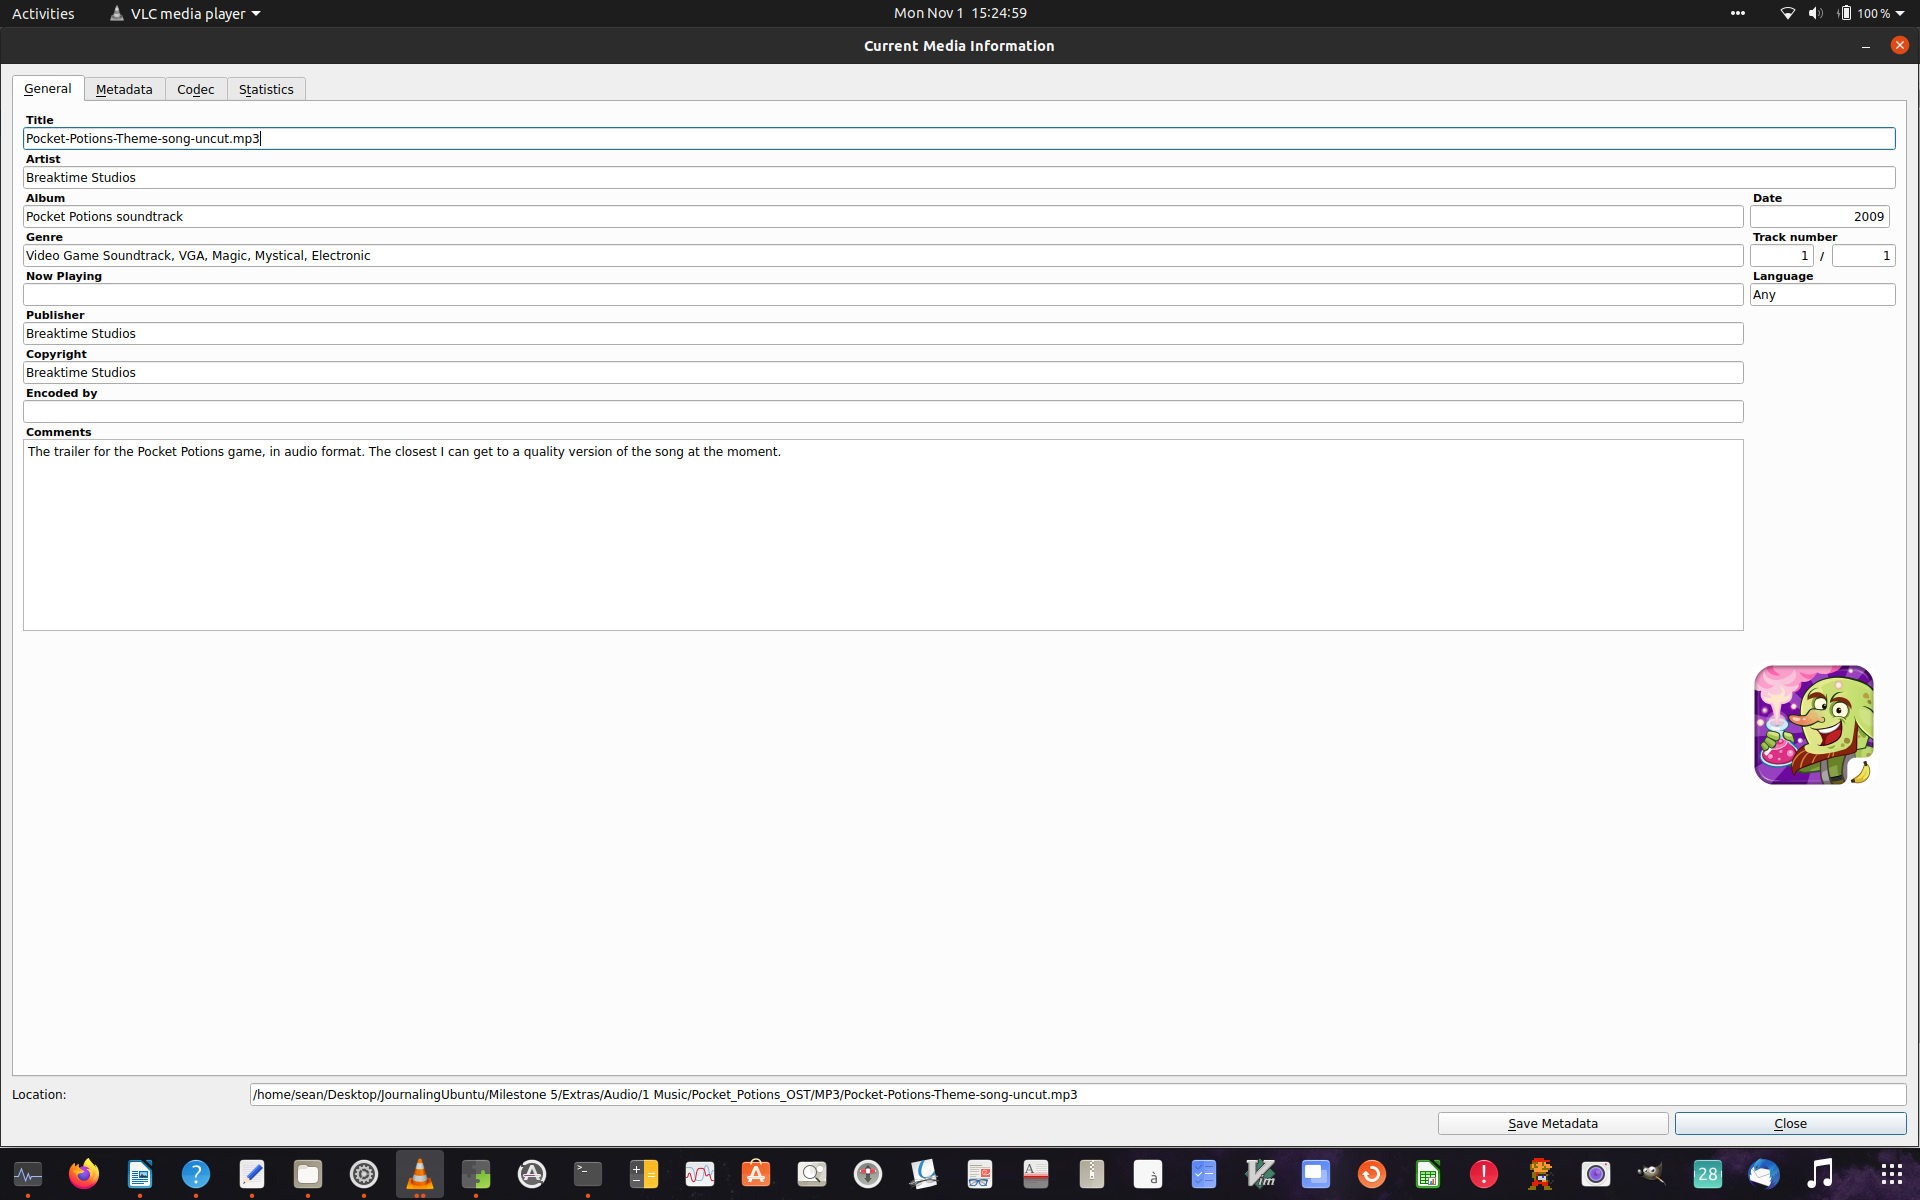 Activities VLC media player Mon Nov 1 15:24:59 100 %
Current Media Information
General Metadata Codec Statistics
Title
Pocket-Potions-Theme-song-uncut.mp3
Artist
Breaktime Studios
Album Date
Pocket Potions soundtrack 2009
Genre Track number
Video Game Soundtrack, VGA, Magic, Mystical, Electronic 1 / 1
Now Playing Language
Any
Publisher
Breaktime Studios
Copyright
Breaktime Studios
Encoded by
Comments
The trailer for the Pocket Potions game, in audio format. The closest I can get to a quality version of the song at the moment.
Location: /home/sean/Desktop/JournalingUbuntu/Milestone 5/Extras/Audio/1 Music/Pocket_Potions_OST/MP3/Pocket-Potions-Theme-song-uncut.mp3
Save Metadata Close
? >_ A à Vim ! 28